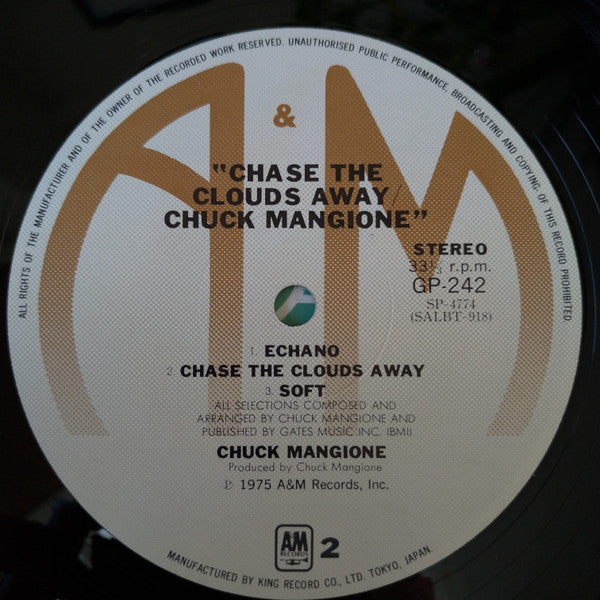 ALL RIGHTS OF THE MANUFACTURER AND OF THE OWNER OF THE RECORDED WORK RESERVED. UNAUTHORISED PUBLIC PERFORMANCE, BROADCASTING AND COPYING OF THIS RECORD PROHIBITED.
A & M
"CHASE THE
CLOUDS AWAY/
CHUCK MANGIONE"
STEREO
33⅓ r.p.m.
GP-242
SP-4774
(SALBT-918)
1. ECHANO
2. CHASE THE CLOUDS AWAY
3. SOFT
ALL SELECTIONS COMPOSED AND
ARRANGED BY CHUCK MANGIONE AND
PUBLISHED BY GATES MUSIC INC. (BMI)
CHUCK MANGIONE
Produced by Chuck Mangione
℗ 1975 A&M Records, Inc.
A&M
RECORDS
2
MANUFACTURED BY KING RECORD CO., LTD. TOKYO, JAPAN.